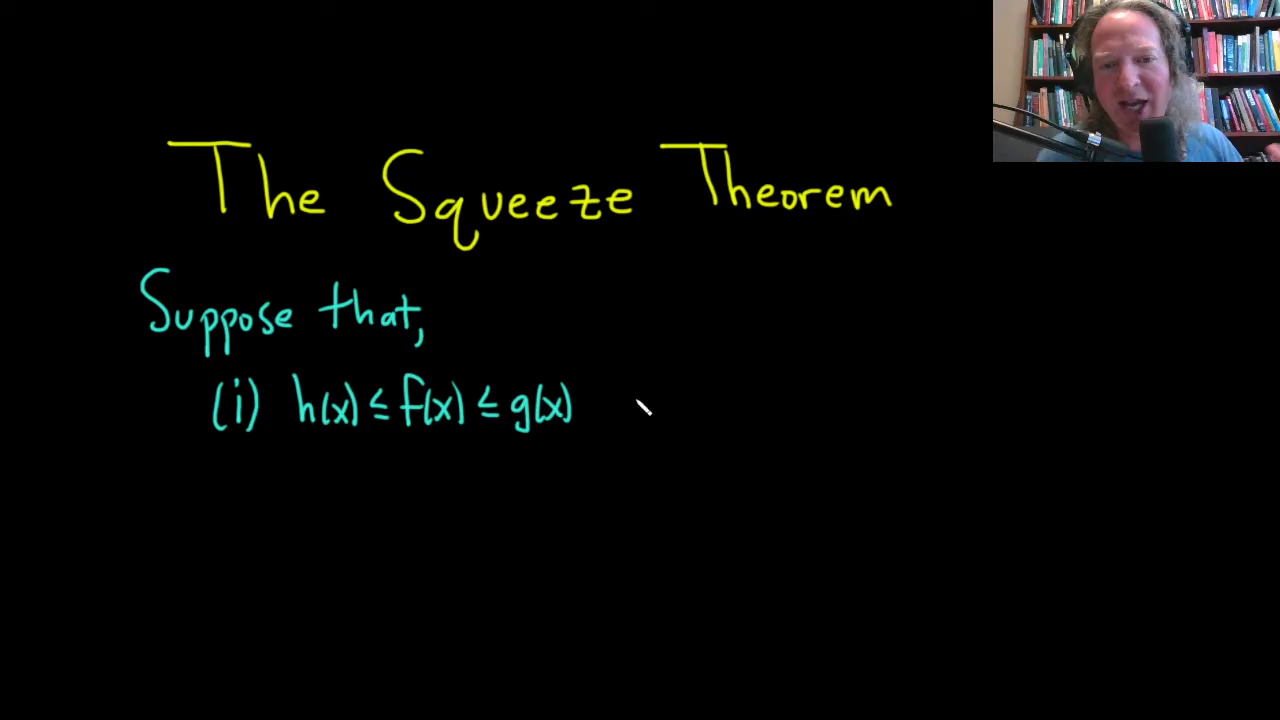 The Squeeze Theorem
Suppose that,
(i) h(x) ≤ f(x) ≤ g(x)